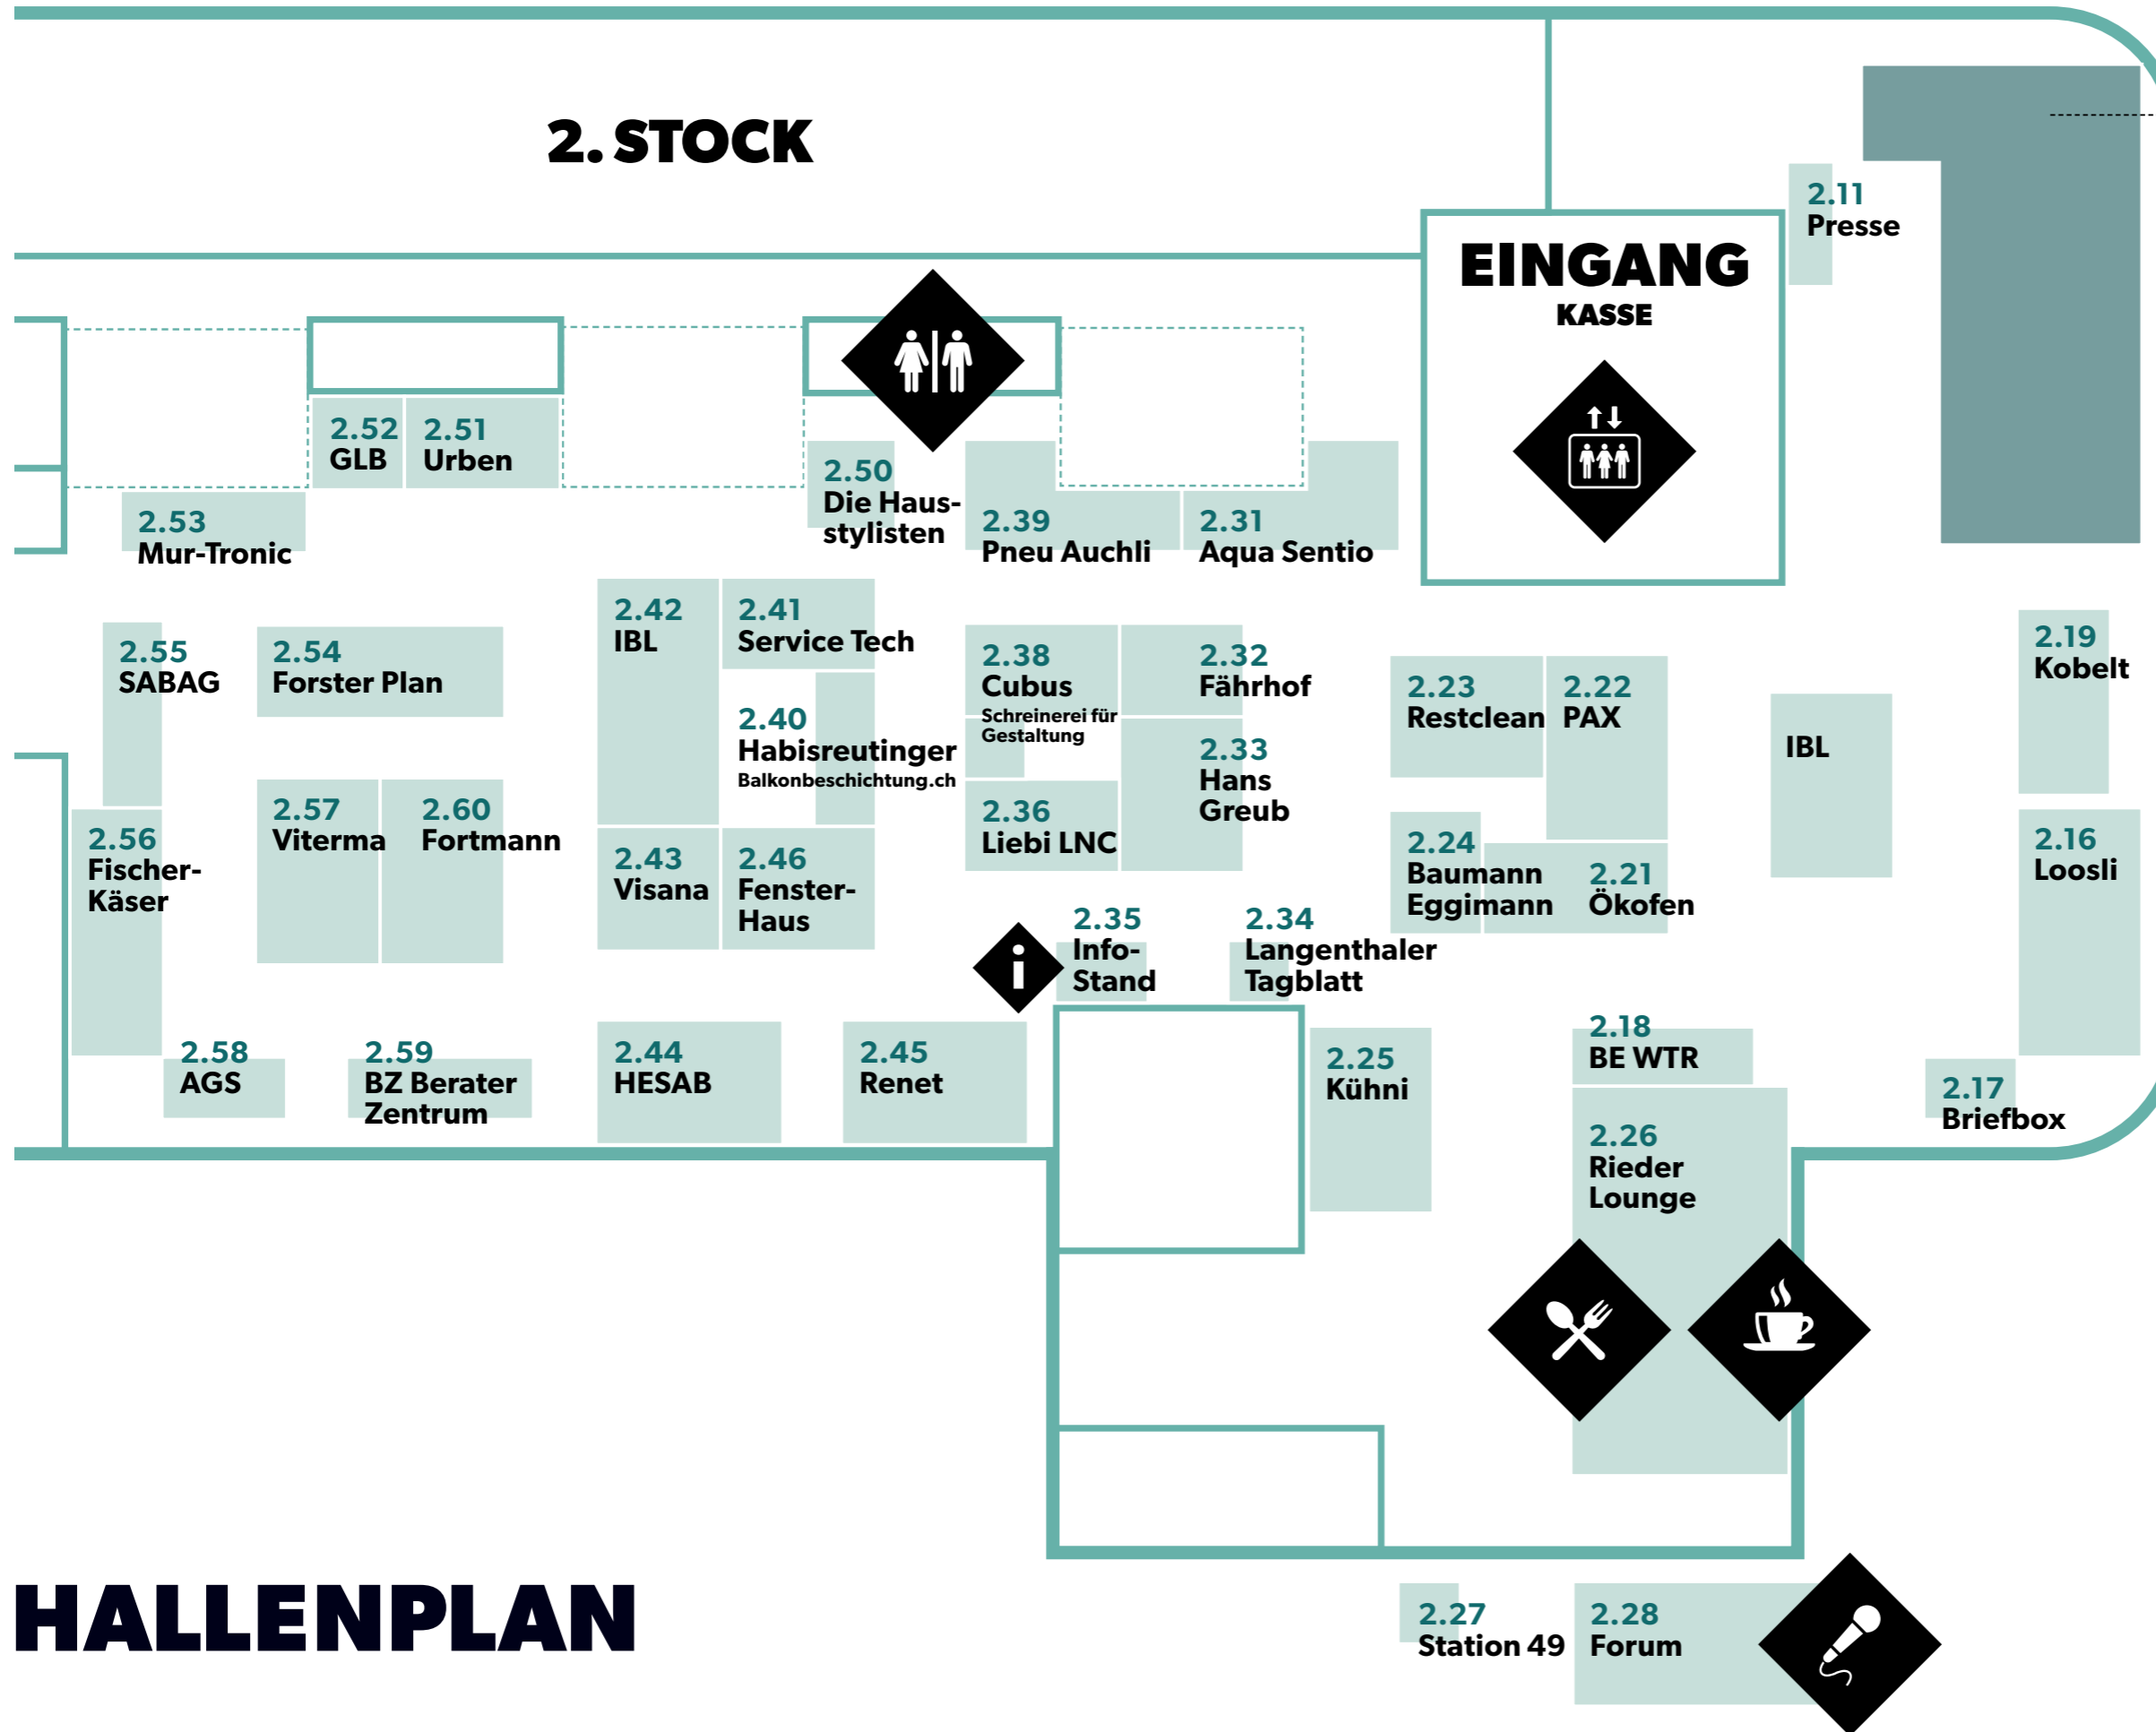 2. STOCK
2.11
Presse
EINGANG
KASSE
2.52
GLB
2.51
Urben
2.50
Die Haus-
stylisten
2.39
Pneu Auchli
2.31
Aqua Sentio
2.53
Mur-Tronic
2.42
IBL
2.41
Service Tech
2.55
SABAG
2.54
Forster Plan
2.38
Cubus
Schreinerei für
Gestaltung
2.32
Fährhof
2.23
Restclean
2.22
PAX
2.19
Kobelt
2.40
Habisreutinger
Balkonbeschichtung.ch
2.33
Hans
Greub
IBL
2.57
Viterma
2.60
Fortmann
2.36
Liebi LNC
2.56
Fischer-
Käser
2.43
Visana
2.46
Fenster-
Haus
2.24
Baumann
Eggimann
2.21
Ökofen
2.16
Loosli
2.35
Info-
Stand
2.34
Langenthaler
Tagblatt
2.58
AGS
2.59
BZ Berater
Zentrum
2.44
HESAB
2.45
Renet
2.25
Kühni
2.18
BE WTR
2.17
Briefbox
2.26
Rieder
Lounge
HALLENPLAN
2.27
Station 49
2.28
Forum